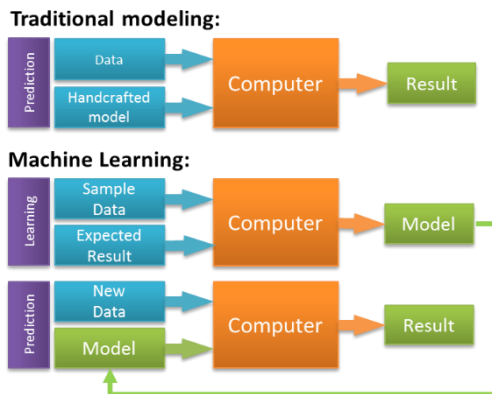 Traditional modeling:
Prediction
Data
Handcrafted
model
Computer
Result
Machine Learning:
Learning
Sample
Data
Expected
Result
Computer
Model
Prediction
New
Data
Model
Computer
Result